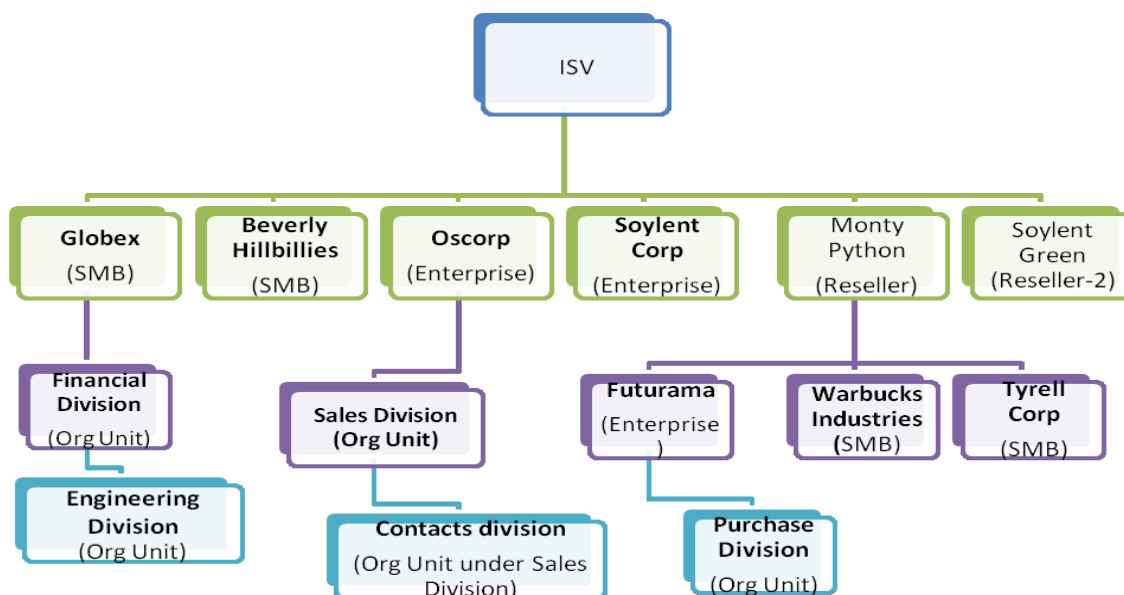 ISV
Globex
(SMB)
Beverly
Hillbillies
(SMB)
Oscorp
(Enterprise)
Soylent
Corp
(Enterprise)
Monty
Python
(Reseller)
Soylent
Green
(Reseller-2)
Financial
Division
(Org Unit)
Sales Division
(Org Unit)
Futurama
(Enterprise
)
Warbucks
Industries
(SMB)
Tyrell
Corp
(SMB)
Engineering
Division
(Org Unit)
Contacts division
(Org Unit under Sales
Division)
Purchase
Division
(Org Unit)